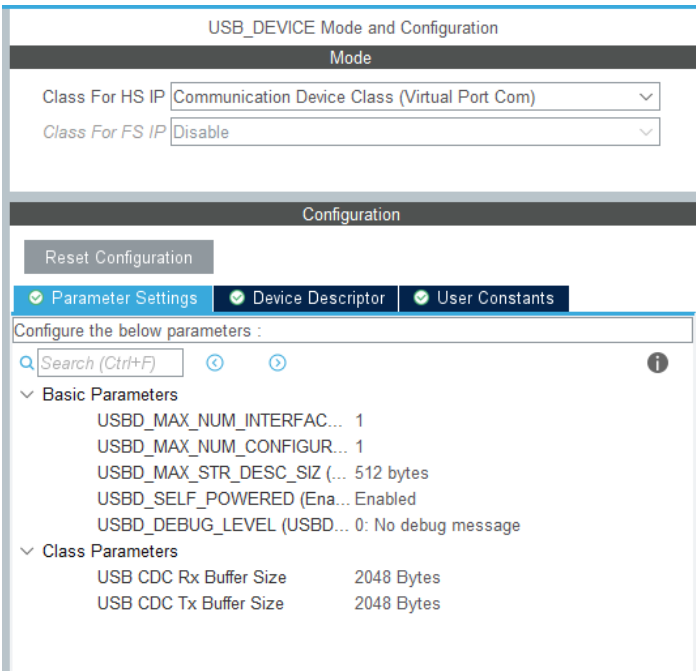 USB_DEVICE Mode and Configuration
Mode
Class For HS IP Communication Device Class (Virtual Port Com)
Class For FS IP Disable
Configuration
Reset Configuration
Parameter Settings Device Descriptor User Constants
Configure the below parameters :
Search (Ctrl+F)
Basic Parameters
USBD_MAX_NUM_INTERFAC... 1
USBD_MAX_NUM_CONFIGUR... 1
USBD_MAX_STR_DESC_SIZ (... 512 bytes
USBD_SELF_POWERED (Ena... Enabled
USBD_DEBUG_LEVEL (USBD... 0: No debug message
Class Parameters
USB CDC Rx Buffer Size 2048 Bytes
USB CDC Tx Buffer Size 2048 Bytes